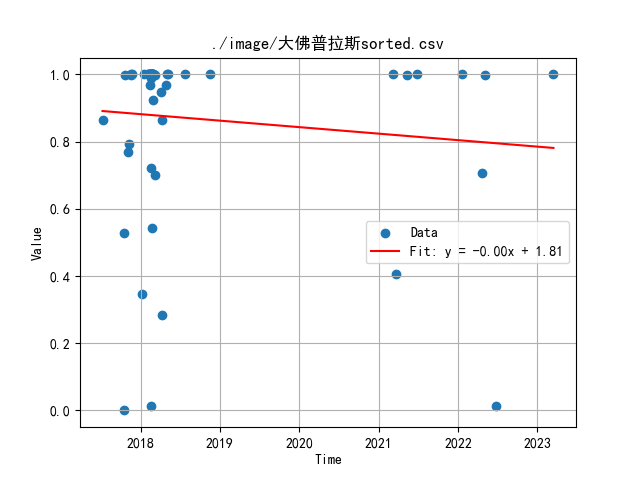 ./image/大佛普拉斯sorted.csv
1.0
0.8
0.6
0.4
0.2
0.0
Value
Data
Fit: y = -0.00x + 1.81
2018 2019 2020 2021 2022 2023
Time